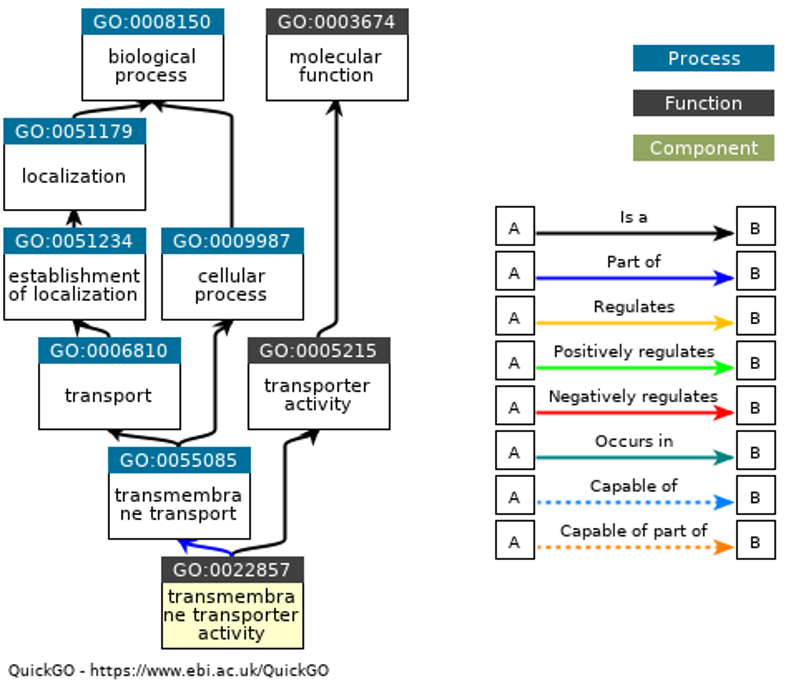 GO:0008150
biological
process
GO:0003674
molecular
function
Process
Function
Component
GO:0051179
localization
GO:0051234
establishment
of localization
GO:0009987
cellular
process
GO:0006810
transport
GO:0005215
transporter
activity
GO:0055085
transmembra
ne transport
GO:0022857
transmembra
ne transporter
activity
A Is a B
A Part of B
A Regulates B
A Positively regulates B
A Negatively regulates B
A Occurs in B
A Capable of B
A Capable of part of B
QuickGO - https://www.ebi.ac.uk/QuickGO